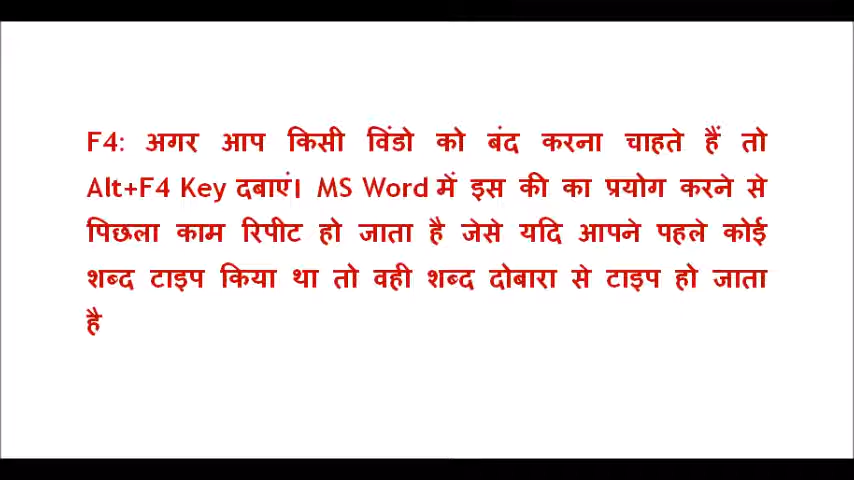 F4: अगर आप किसी विंडो को बंद करना चाहते हैं तो
Alt+F4 Key दबाएं। MS Word में इस की का प्रयोग करने से
पिछला काम रिपीट हो जाता है जेसे यदि आपने पहले कोई
शब्द टाइप किया था तो वही शब्द दोबारा से टाइप हो जाता
है